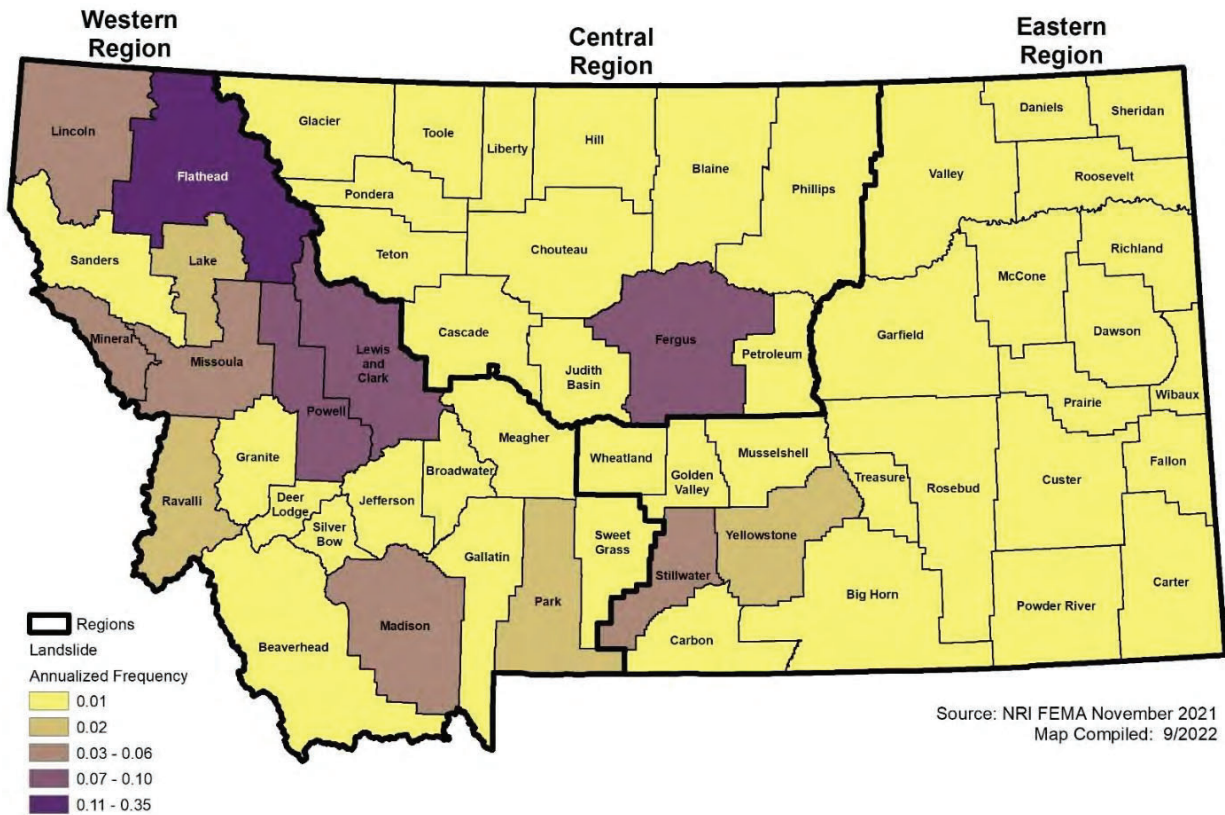 Western
Region
Central
Region
Eastern
Region
Lincoln
Flathead
Glacier
Toole
Liberty
Hill
Blaine
Phillips
Valley
Daniels
Sheridan
Roosevelt
Pondera
Teton
Chouteau
Richland
McCone
Sanders
Lake
Cascade
Judith
Basin
Fergus
Petroleum
Garfield
Dawson
Mineral
Missoula
Lewis
and
Clark
Powell
Prairie
Wibaux
Granite
Meagher
Wheatland
Golden
Valley
Musselshell
Treasure
Rosebud
Custer
Fallon
Ravalli
Deer
Lodge
Silver
Bow
Jefferson
Broadwater
Gallatin
Park
Sweet
Grass
Stillwater
Yellowstone
Big Horn
Powder River
Carter
Beaverhead
Madison
Carbon
Regions
Landslide
Annualized Frequency
0.01
0.02
0.03 - 0.06
0.07 - 0.10
0.11 - 0.35
Source: NRI FEMA November 2021
Map Compiled: 9/2022